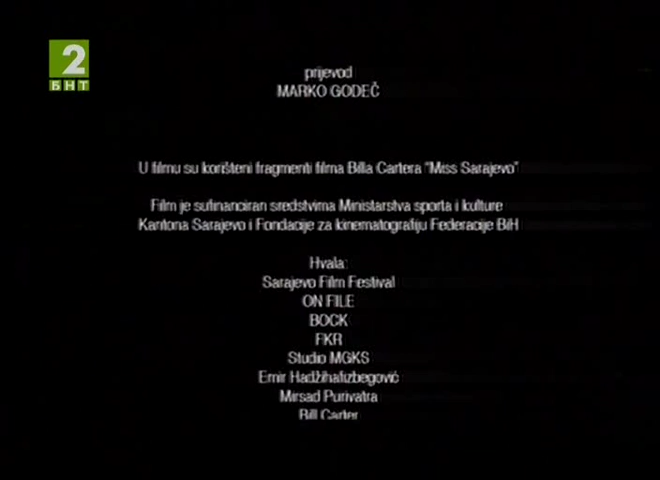 2
БНТ
prijevod
MARKO GODEČ
U filmu su korišteni fragmenti filma Billa Cartera "Miss Sarajevo"
Film je sufinanciran sredstvima Ministarstva sporta i kulture
Kantona Sarajevo i Fondacije za kinematografiju Federacije BiH
Hvala:
Sarajevo Film Festival
ON FILE
BOCK
FKR
Studio MGKS
Emir Hadžihafizbegović
Mirsad Purivatra
Bill Carter